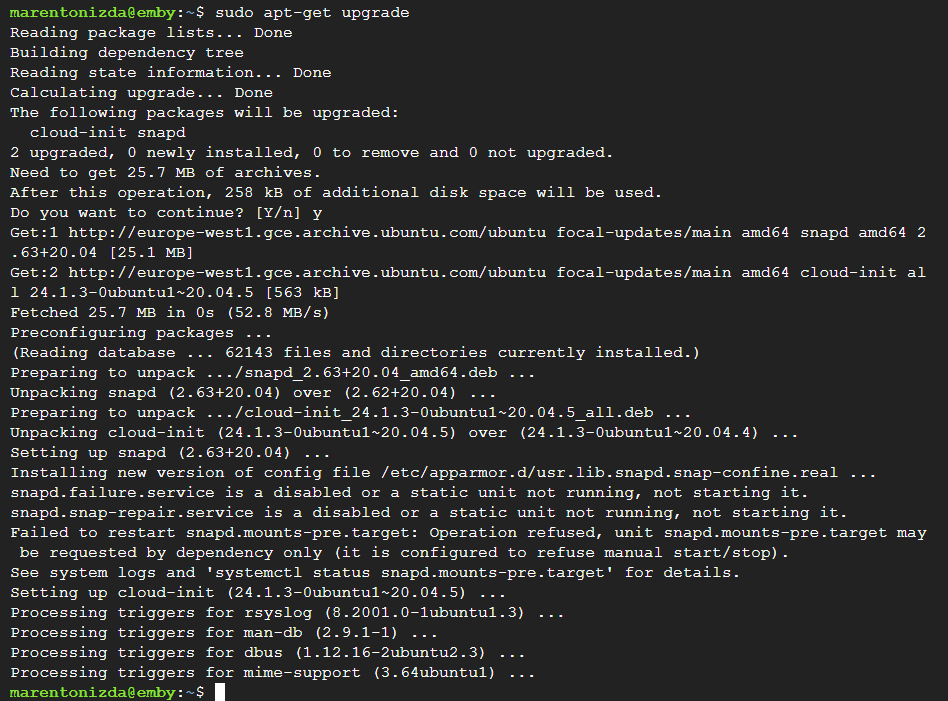 marentonizda@emby:~$ sudo apt-get upgrade
Reading package lists... Done
Building dependency tree
Reading state information... Done
Calculating upgrade... Done
The following packages will be upgraded:
  cloud-init snapd
2 upgraded, 0 newly installed, 0 to remove and 0 not upgraded.
Need to get 25.7 MB of archives.
After this operation, 258 kB of additional disk space will be used.
Do you want to continue? [Y/n] y
Get:1 http://europe-west1.gce.archive.ubuntu.com/ubuntu focal-updates/main amd64 snapd amd64 2
.63+20.04 [25.1 MB]
Get:2 http://europe-west1.gce.archive.ubuntu.com/ubuntu focal-updates/main amd64 cloud-init al
l 24.1.3-0ubuntu1~20.04.5 [563 kB]
Fetched 25.7 MB in 0s (52.8 MB/s)
Preconfiguring packages ...
(Reading database ... 62143 files and directories currently installed.)
Preparing to unpack .../snapd_2.63+20.04_amd64.deb ...
Unpacking snapd (2.63+20.04) over (2.62+20.04) ...
Preparing to unpack .../cloud-init_24.1.3-0ubuntu1~20.04.5_all.deb ...
Unpacking cloud-init (24.1.3-0ubuntu1~20.04.5) over (24.1.3-0ubuntu1~20.04.4) ...
Setting up snapd (2.63+20.04) ...
Installing new version of config file /etc/apparmor.d/usr.lib.snapd.snap-confine.real ...
snapd.failure.service is a disabled or a static unit not running, not starting it.
snapd.snap-repair.service is a disabled or a static unit not running, not starting it.
Failed to restart snapd.mounts-pre.target: Operation refused, unit snapd.mounts-pre.target may
 be requested by dependency only (it is configured to refuse manual start/stop).
See system logs and 'systemctl status snapd.mounts-pre.target' for details.
Setting up cloud-init (24.1.3-0ubuntu1~20.04.5) ...
Processing triggers for rsyslog (8.2001.0-1ubuntu1.3) ...
Processing triggers for man-db (2.9.1-1) ...
Processing triggers for dbus (1.12.16-2ubuntu2.3) ...
Processing triggers for mime-support (3.64ubuntu1) ...
marentonizda@emby:~$